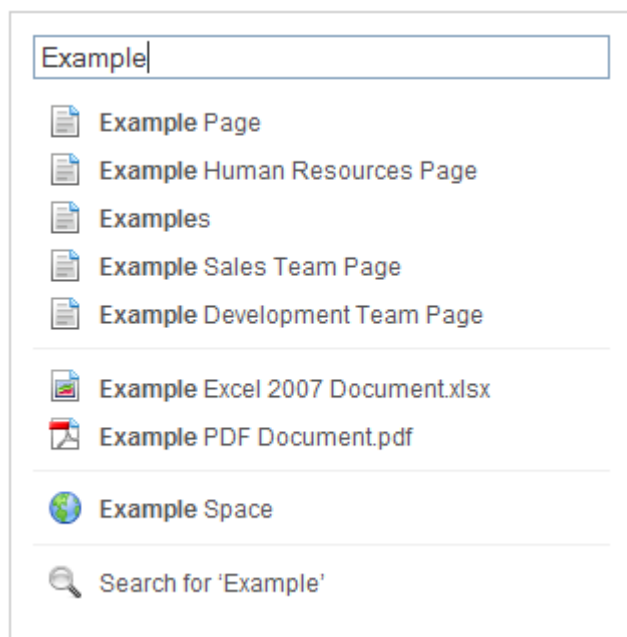 Example
Example Page
Example Human Resources Page
Examples
Example Sales Team Page
Example Development Team Page
Example Excel 2007 Document.xlsx
Example PDF Document.pdf
Example Space
Search for ‘Example’